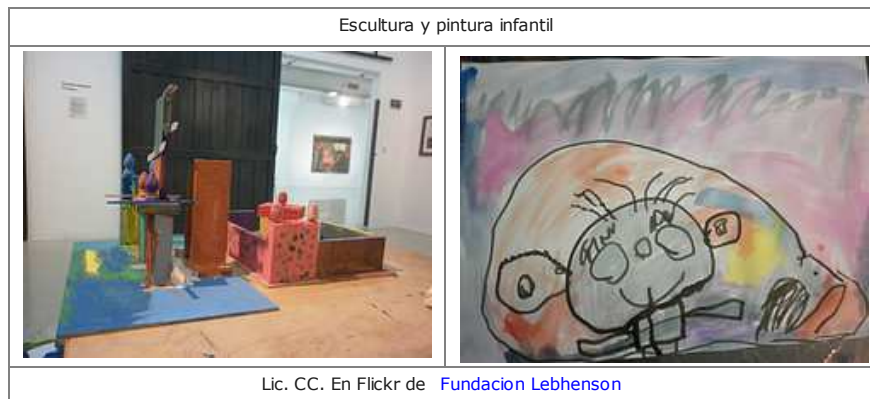 Escultura y pintura infantil
Lic. CC. En Flickr de Fundacion Lebhenson